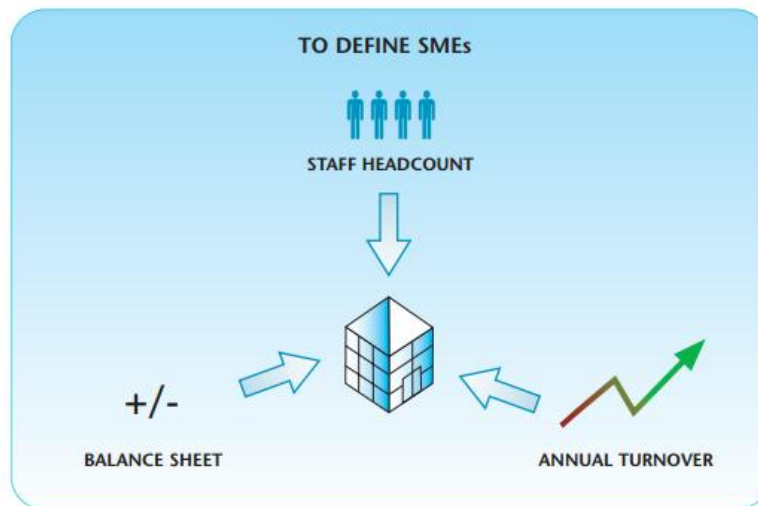 TO DEFINE SMEs
STAFF HEADCOUNT
+/-
BALANCE SHEET
ANNUAL TURNOVER